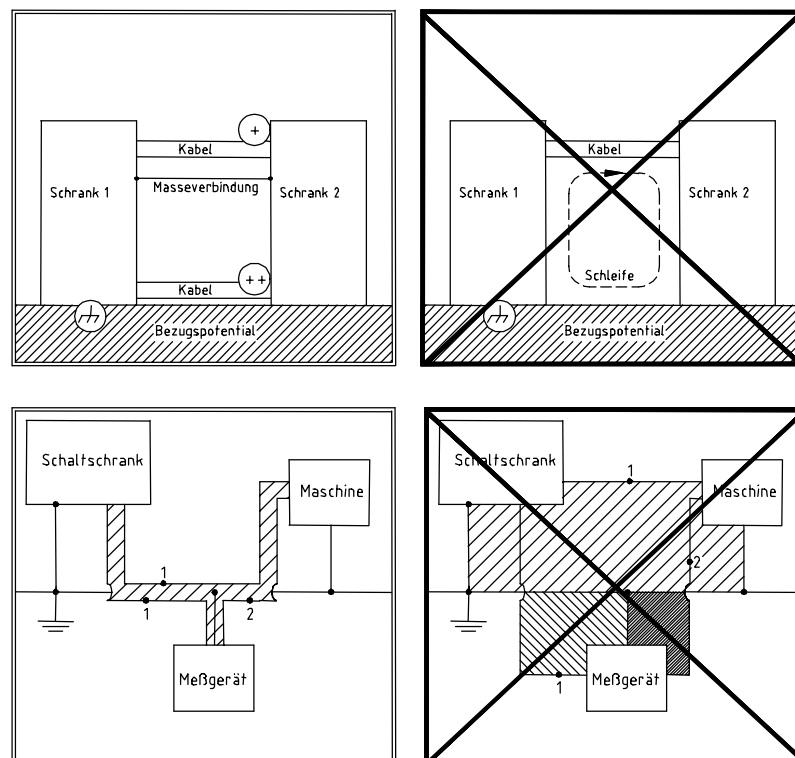 +
Kabel
Schrank 1
Masseverbindung
Schrank 2
++
Kabel
Bezugspotential
Kabel
Schrank 1
Schrank 2
Schleife
Bezugspotential
Schaltschrank
Maschine
1
1
2
Meßgerät
Schaltschrank
1
Maschine
2
1
Meßgerät